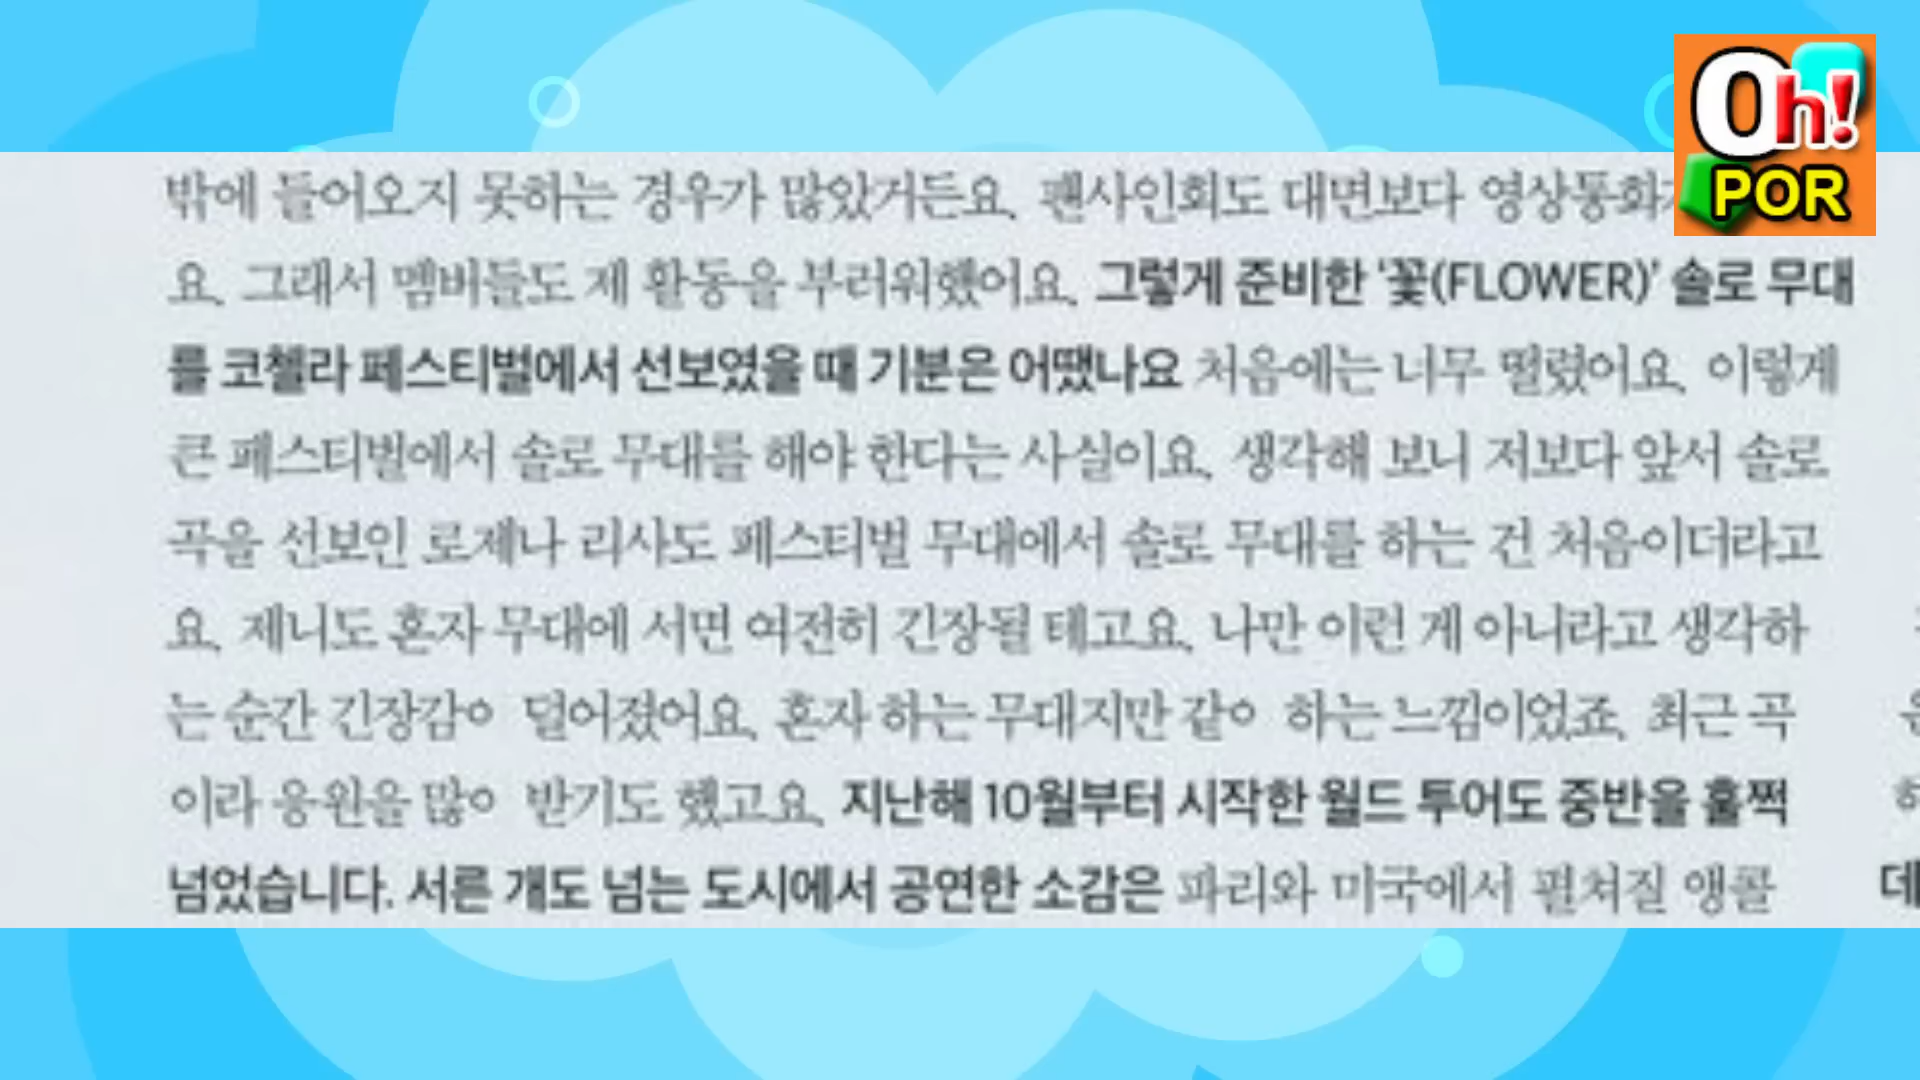 밖에 들어오지 못하는 경우가 많았거든요. 팬사인회도 대면보다 영상통화
요. 그래서 멤버들도 제 활동을 부러워했어요. 그렇게 준비한 ‘꽃(FLOWER)’ 솔로 무대
를 코첼라 페스티벌에서 선보였을 때 기분은 어땠나요 처음에는 너무 떨렸어요. 이렇게
큰 페스티벌에서 솔로 무대를 해야 한다는 사실이요. 생각해 보니 저보다 앞서 솔로
곡을 선보인 로제나 리사도 페스티벌 무대에서 솔로 무대를 하는 건 처음이더라고
요. 제니도 혼자 무대에 서면 여전히 긴장될 테고요. 나만 이런 게 아니라고 생각하
는 순간 긴장감이 덜어졌어요. 혼자 하는 무대지만 같이 하는 느낌이었죠. 최근 곡
이라 응원을 많이 받기도 했고요. 지난해 10월부터 시작한 월드 투어도 중반을 훌쩍
넘었습니다. 서른 개도 넘는 도시에서 공연한 소감은 파리와 미국에서 펼쳐질 앵콜
데
Oh!
POR